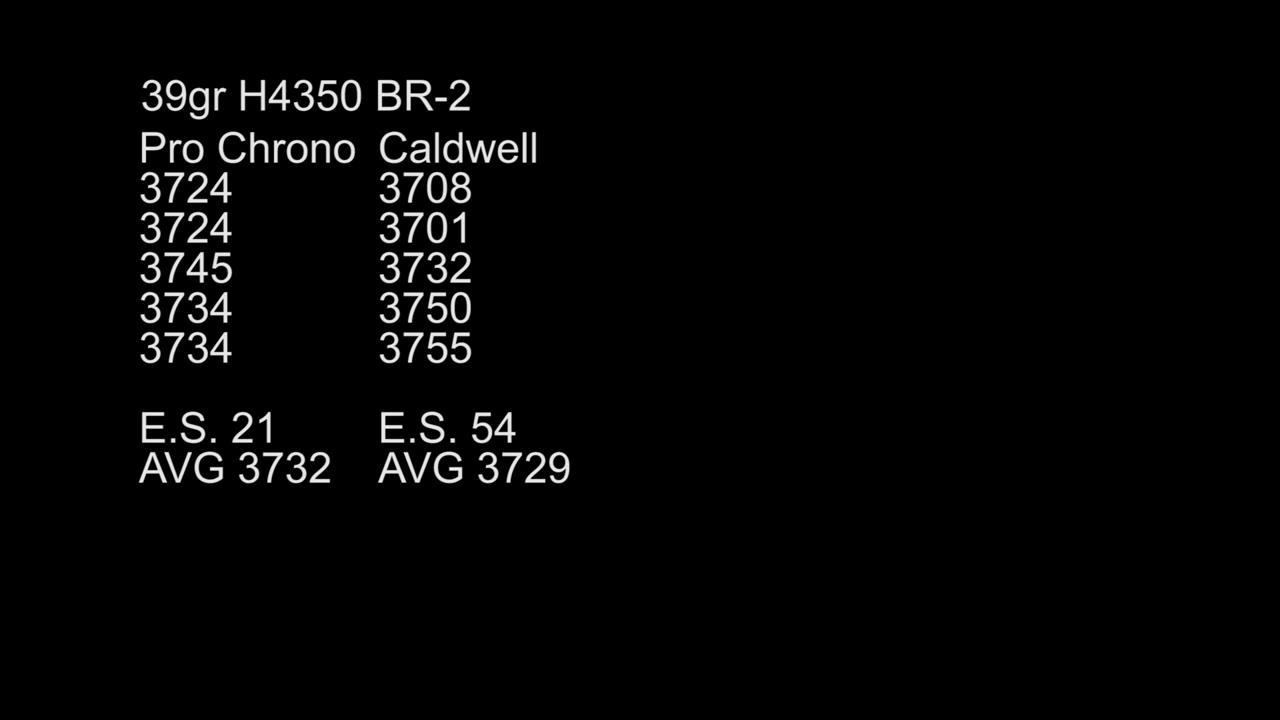 39gr H4350 BR-2
Pro Chrono Caldwell
3724 3708
3724 3701
3745 3732
3734 3750
3734 3755
E.S. 21 E.S. 54
AVG 3732 AVG 3729